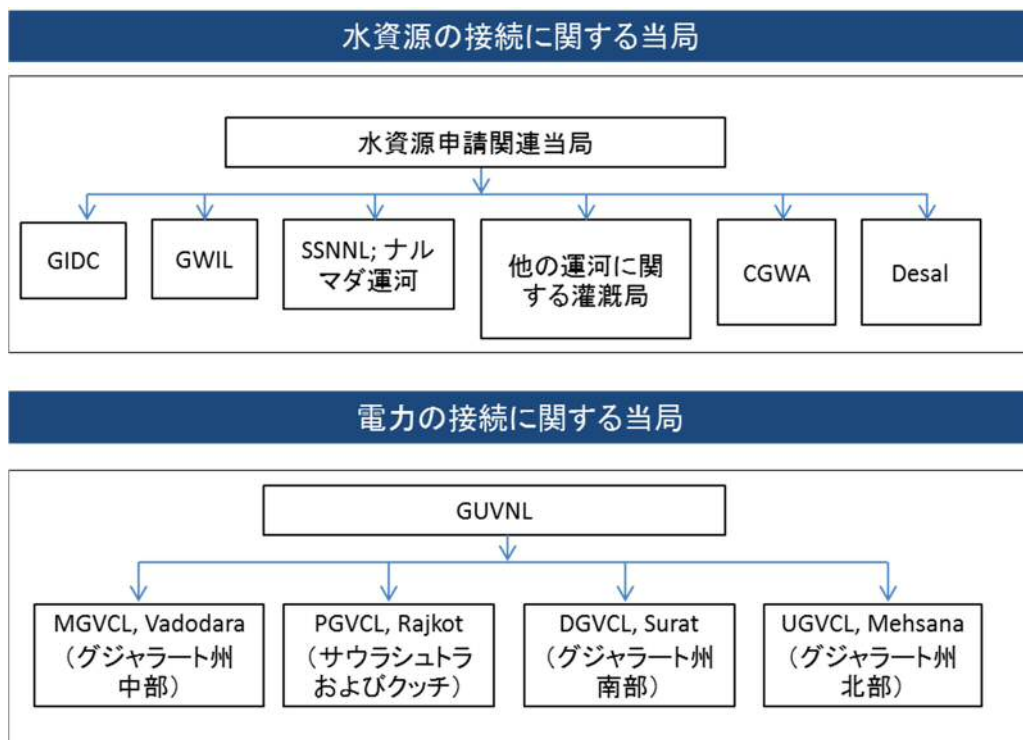 水資源の接続に関する当局
水資源申請関連当局
GIDC
GWIL
SSNNL; ナル
マダ運河
他の運河に関
する灌漑局
CGWA
Desal
電力の接続に関する当局
GUVNL
MGVCL, Vadodara
（グジャラート州
中部）
PGVCL, Rajkot
（サウラシュトラ
およびクッチ）
DGVCL, Surat
（グジャラート州
南部）
UGVCL, Mehsana
（グジャラート州
北部）